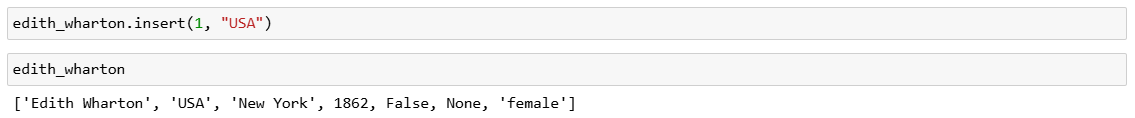 edith_wharton.insert(1, "USA")
edith_wharton
['Edith Wharton', 'USA', 'New York', 1862, False, None, 'female']